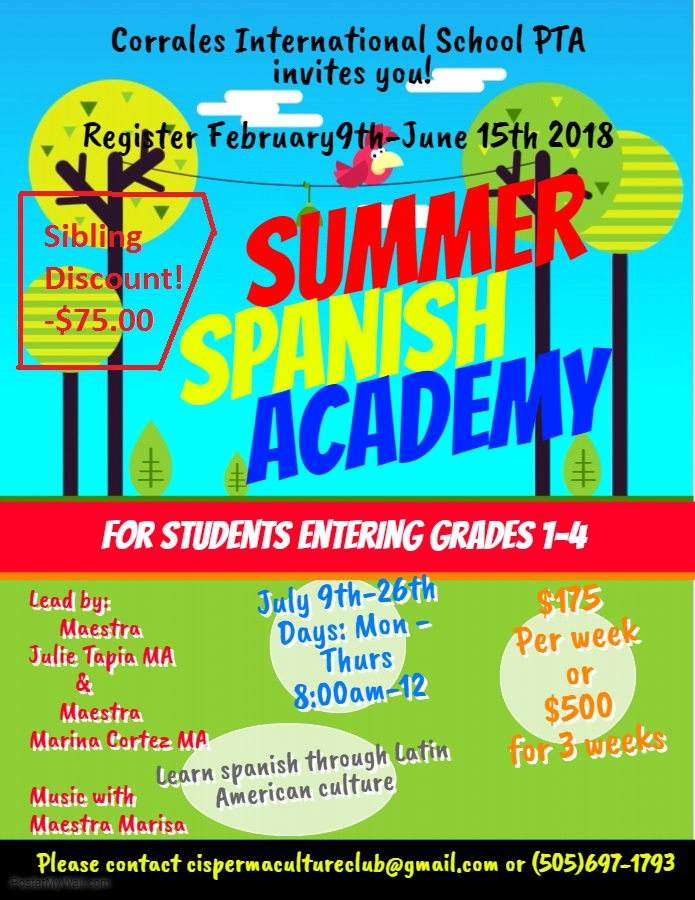 Corrales International School PTA
invites you!
Register February9th-June 15th 2018
Sibling
Discount!
-$75.00
SUMMER
SPANISH
ACADEMY
FOR STUDENTS ENTERING GRADES 1-4
Lead by:
Maestra
Julie Tapia MA
&
Maestra
Marina Cortez MA
Music with
Maestra Marisa
July 9th-26th
Days: Mon -
Thurs
8:00am-12
Learn spanish through Latin
American culture
$175
Per week
or
$500
for 3 weeks
Please contact cispermacultureclub@gmail.com or (505)697-1793
PosterMyWall.com